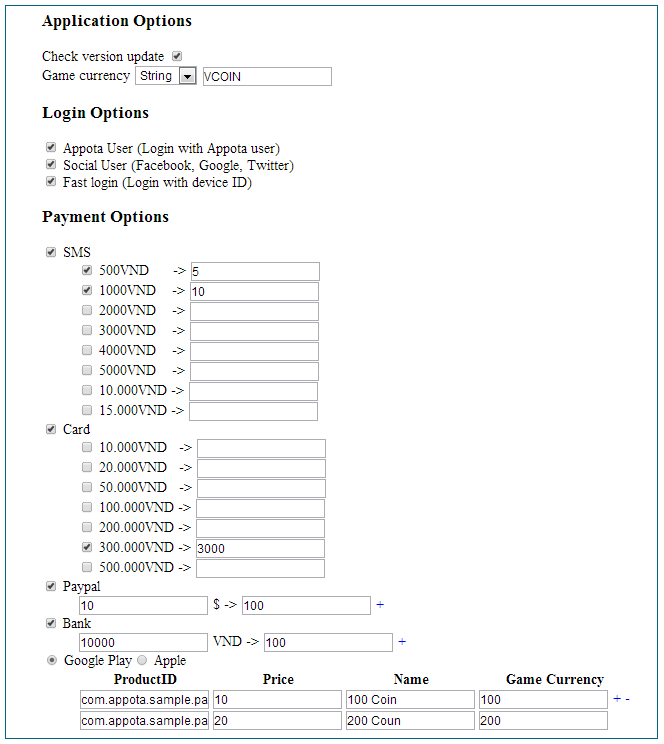 Application Options
Check version update
Game currency String VCOIN
Login Options
Appota User (Login with Appota user)
Social User (Facebook, Google, Twitter)
Fast login (Login with device ID)
Payment Options
SMS
500VND -> 5
1000VND -> 10
2000VND ->
3000VND ->
4000VND ->
5000VND ->
10.000VND ->
15.000VND ->
Card
10.000VND ->
20.000VND ->
50.000VND ->
100.000VND ->
200.000VND ->
300.000VND -> 3000
500.000VND ->
Paypal
10 $ -> 100 +
Bank
10000 VND -> 100 +
Google Play Apple
ProductID Price Name Game Currency
com.appota.sample.pa 10 100 Coin 100 + -
com.appota.sample.pa 20 200 Coun 200